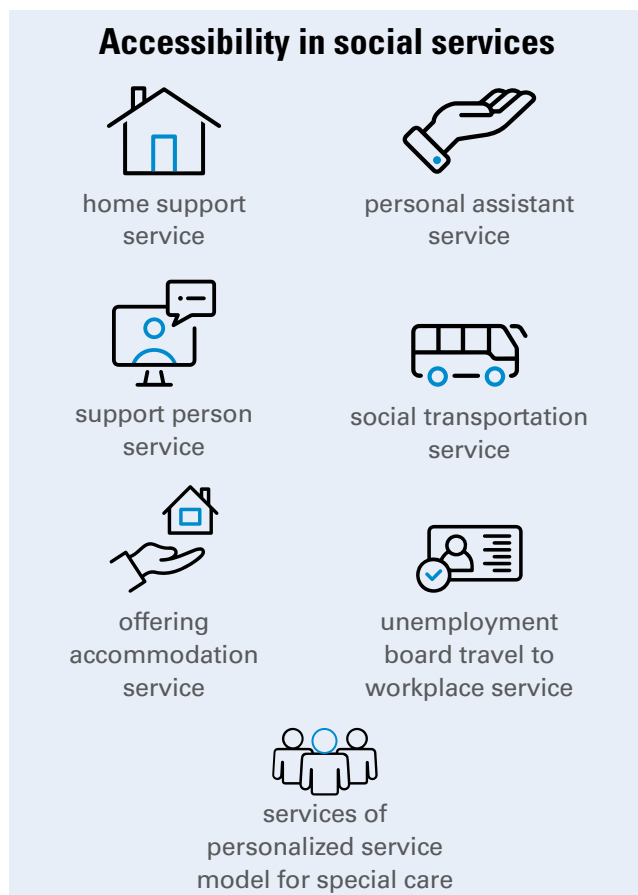 Accessibility in social services
home support
service
personal assistant
service
support person
service
social transportation
service
offering
accommodation
service
unemployment
board travel to
workplace service
services of
personalized service
model for special care